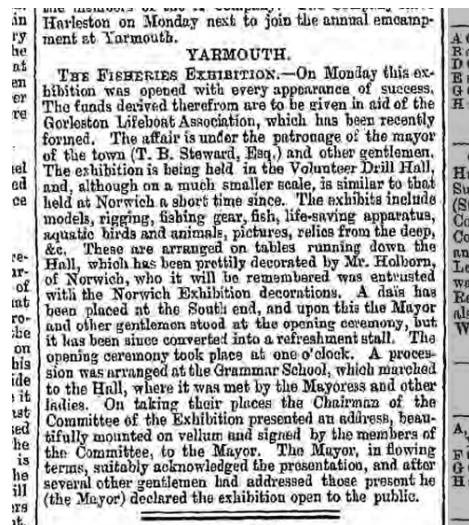 Harleston on Monday next to join the annual emcamp-
ment at Yarmouth.
YARMOUTH.
THE FISHERIES EXHIBITION.—On Monday this ex-
hibition was opened with every appearance of success.
The funds derived therefrom are to be given in aid of the
Gorleston Lifeboat Association, which has been recently
formed. The affair is under the patronage of the mayor
of the town (T. B. Steward, Esq.) and other gentlemen.
The exhibition is being held in the Volunteer Drill Hall,
and, although on a much smaller scale, is similar to that
held at Norwich a short time since. The exhibits include
models, rigging, fishing gear, fish, life-saving apparatus,
aquatic birds and animals, pictures, relics from the deep,
&c. These are arranged on tables running down the
Hall, which has been prettily decorated by Mr. Holborn,
of Norwich, who it will be remembered was entrusted
with the Norwich Exhibition decorations. A daïs has
been placed at the South end, and upon this the Mayor
and other gentlemen stood at the opening ceremony, but
it has been since converted into a refreshment stall. The
opening ceremony took place at one o'clock. A proces-
sion was arranged at the Grammar School, which marched
to the Hall, where it was met by the Mayoress and other
ladies. On taking their places the Chairman of the
Committee of the Exhibition presented an address, beau-
tifully mounted on vellum and signed by the members of
the Committee, to the Mayor. The Mayor, in flowing
terms, suitably acknowledged the presentation, and after
several other gentlemen had addressed those present he
(the Mayor) declared the exhibition open to the public.